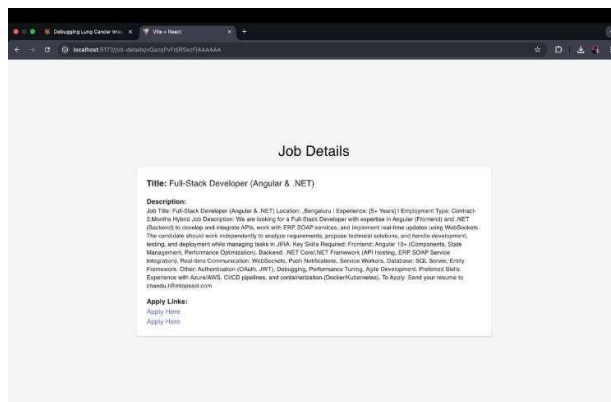 Debugging Lung Cancer
Vite + React
localhost:5173/job-details/
Job Details
Title: Full-Stack Developer (Angular & .NET)
Description:
Job Title: Full-Stack Developer (Angular & .NET) Location: ,Bengaluru I Experience: [5+ Years] I Employment Type: Contract-
3.Months Hybrid Job Description: We are looking for a Full-Stack Developer with expertise in Angular (Frontend) and .NET
(Backend) to develop and integrate APIs, work with ERP SOAP services, and implement real-time updates using WebSockets.
The candidate should work independently to analyze requirements, propose technical solutions, and handle development,
testing, and deployment while managing tasks in JIRA. Key Skills Required: Frontend: Angular (Components, State
Management, Performance Optimization). Backend: .NET Core/.NET Framework (API Hosting, ERP SOAP Service
Integration). Real-time Communication: WebSockets, Push Notifications, Service Workers. Database: SQL Server, Entity
Framework. Other: Authentication (OAuth, JWT), Debugging, Performance Tuning, Agile Development. Preferred Skills:
Experience with Azure/AWS, CI/CD pipelines, and containerization (Docker/Kubernetes). To Apply: Send your resume to
Apply Links:
Apply Here
Apply Here